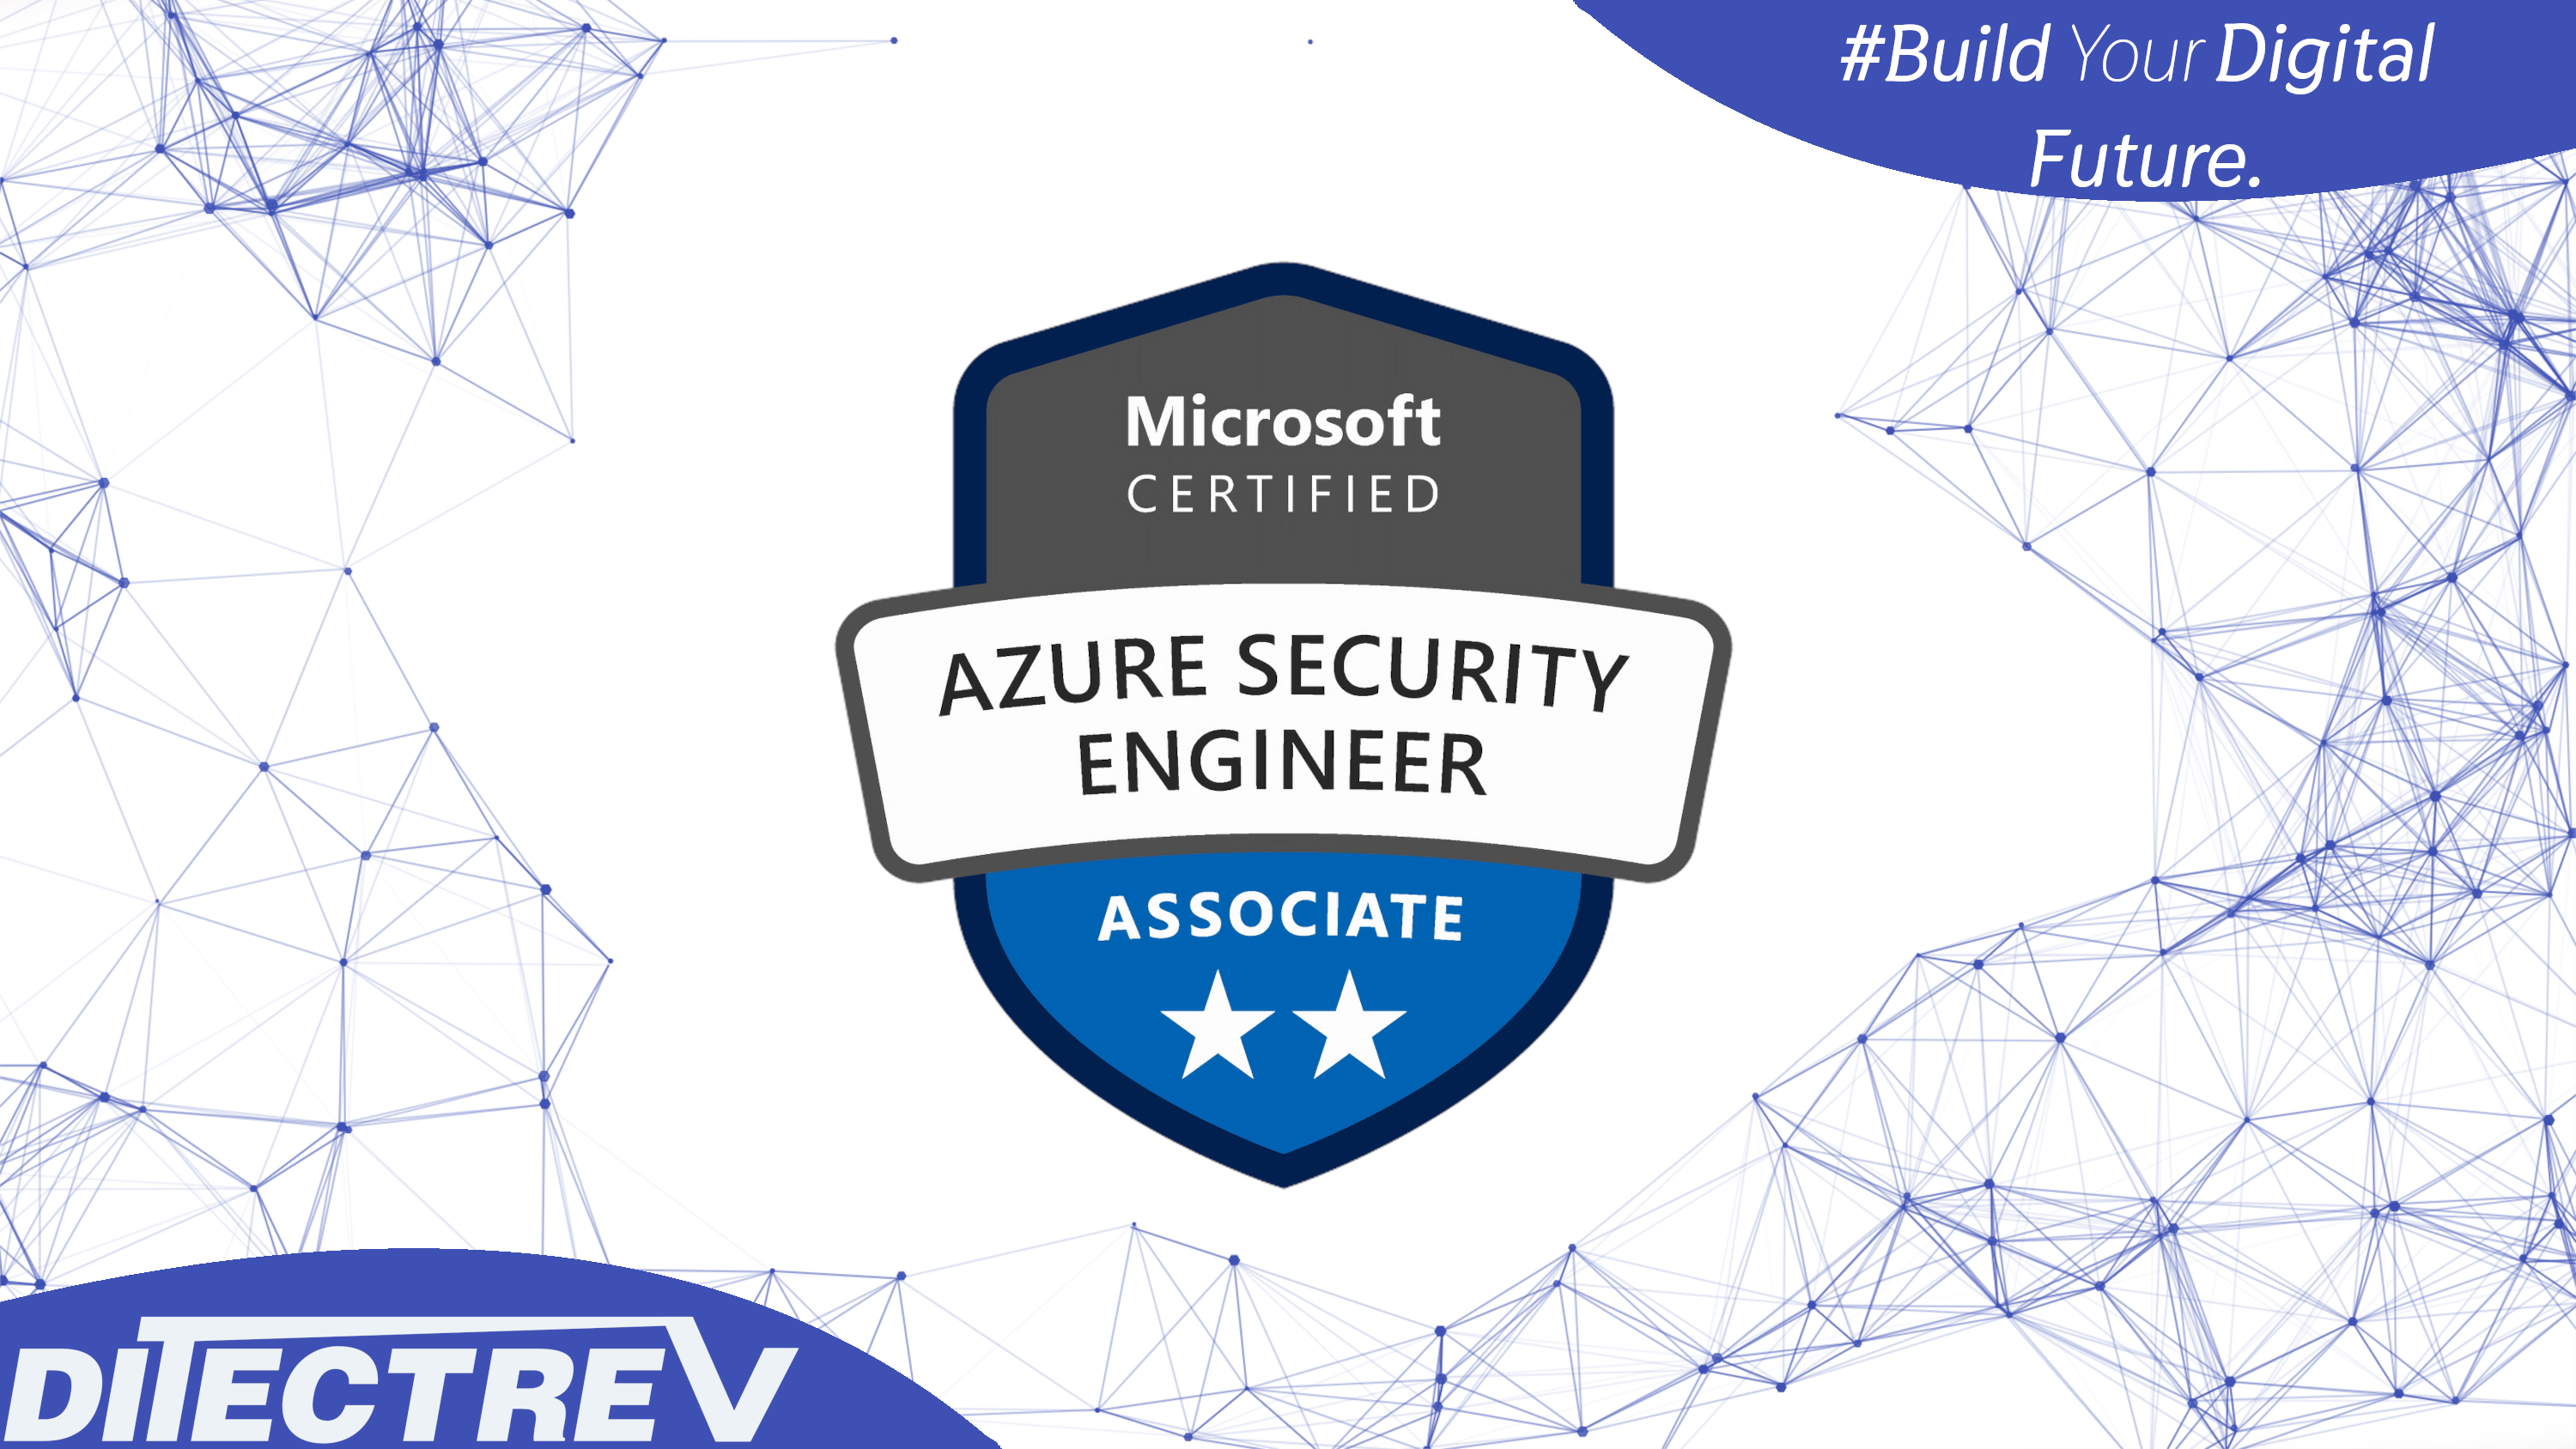 #Build Your Digital
Future.
Microsoft
CERTIFIED
AZURE SECURITY
ENGINEER
ASSOCIATE
DITECTREV